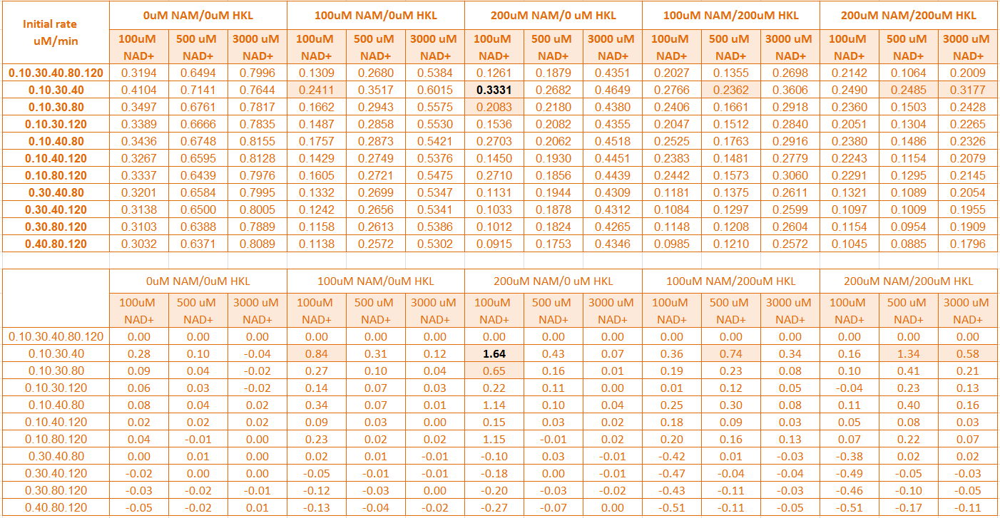 Initial rate uM/min 0uM NAM/0uM HKL 100uM NAM/0uM HKL 200uM NAM/0 uM HKL 100uM NAM/200uM HKL 200uM NAM/200uM HKL
100uM NAD+ 500 uM NAD+ 3000 uM NAD+ 100uM NAD+ 500 uM NAD+ 3000 uM NAD+ 100uM NAD+ 500 uM NAD+ 3000 uM NAD+ 100uM NAD+ 500 uM NAD+ 3000 uM NAD+ 100uM NAD+ 500 uM NAD+ 3000 uM NAD+
0.10.30.40.80.120 0.3194 0.6494 0.7996 0.1309 0.2680 0.5384 0.1261 0.1879 0.4351 0.2027 0.1355 0.2698 0.2142 0.1064 0.2009
0.10.30.40 0.4104 0.7141 0.7644 0.2411 0.3517 0.6015 0.3331 0.2682 0.4649 0.2766 0.2362 0.3606 0.2490 0.2485 0.3177
0.10.30.80 0.3497 0.6761 0.7817 0.1662 0.2943 0.5575 0.2083 0.2180 0.4380 0.2406 0.1661 0.2918 0.2360 0.1503 0.2428
0.10.30.120 0.3389 0.6666 0.7835 0.1487 0.2858 0.5530 0.1536 0.2082 0.4355 0.2047 0.1512 0.2840 0.2051 0.1304 0.2265
0.10.40.80 0.3436 0.6748 0.8155 0.1757 0.2873 0.5421 0.2703 0.2062 0.4518 0.2525 0.1763 0.2916 0.2380 0.1486 0.2326
0.10.40.120 0.3267 0.6595 0.8128 0.1429 0.2749 0.5376 0.1450 0.1930 0.4451 0.2383 0.1481 0.2779 0.2243 0.1154 0.2079
0.10.80.120 0.3337 0.6439 0.7976 0.1605 0.2721 0.5475 0.2710 0.1856 0.4439 0.2442 0.1573 0.3060 0.2291 0.1295 0.2145
0.30.40.80 0.3201 0.6584 0.7995 0.1332 0.2699 0.5347 0.1131 0.1944 0.4309 0.1181 0.1375 0.2611 0.1321 0.1089 0.2054
0.30.40.120 0.3138 0.6500 0.8005 0.1242 0.2656 0.5341 0.1033 0.1878 0.4312 0.1084 0.1297 0.2599 0.1097 0.1009 0.1955
0.30.80.120 0.3103 0.6388 0.7889 0.1158 0.2613 0.5386 0.1012 0.1824 0.4265 0.1148 0.1208 0.2604 0.1154 0.0954 0.1909
0.40.80.120 0.3032 0.6371 0.8089 0.1138 0.2572 0.5302 0.0915 0.1753 0.4346 0.0985 0.1210 0.2572 0.1045 0.0885 0.1796
0uM NAM/0uM HKL 100uM NAM/0uM HKL 200uM NAM/0 uM HKL 100uM NAM/200uM HKL 200uM NAM/200uM HKL
100uM NAD+ 500 uM NAD+ 3000 uM NAD+ 100uM NAD+ 500 uM NAD+ 3000 uM NAD+ 100uM NAD+ 500 uM NAD+ 3000 uM NAD+ 100uM NAD+ 500 uM NAD+ 3000 uM NAD+ 100uM NAD+ 500 uM NAD+ 3000 uM NAD+
0.10.30.40.80.120 0.00 0.00 0.00 0.00 0.00 0.00 0.00 0.00 0.00 0.00 0.00 0.00 0.00 0.00 0.00
0.10.30.40 0.28 0.10 -0.04 0.84 0.31 0.12 1.64 0.43 0.07 0.36 0.74 0.34 0.16 1.34 0.58
0.10.30.80 0.09 0.04 -0.02 0.27 0.10 0.04 0.65 0.16 0.01 0.19 0.23 0.08 0.10 0.41 0.21
0.10.30.120 0.06 0.03 -0.02 0.14 0.07 0.03 0.22 0.11 0.00 0.01 0.12 0.05 -0.04 0.23 0.13
0.10.40.80 0.08 0.04 0.02 0.34 0.07 0.01 1.14 0.10 0.04 0.25 0.30 0.08 0.11 0.40 0.16
0.10.40.120 0.02 0.02 0.02 0.09 0.03 0.00 0.15 0.03 0.02 0.18 0.09 0.03 0.05 0.08 0.03
0.10.80.120 0.04 -0.01 0.00 0.23 0.02 0.02 1.15 -0.01 0.02 0.20 0.16 0.13 0.07 0.22 0.07
0.30.40.80 0.00 0.01 0.00 0.02 0.01 -0.01 -0.10 0.03 -0.01 -0.42 0.01 -0.03 -0.38 0.02 0.02
0.30.40.120 -0.02 0.00 0.00 -0.05 -0.01 -0.01 -0.18 0.00 -0.01 -0.47 -0.04 -0.04 -0.49 -0.05 -0.03
0.30.80.120 -0.03 -0.02 -0.01 -0.12 -0.03 0.00 -0.20 -0.03 -0.02 -0.43 -0.11 -0.03 -0.46 -0.10 -0.05
0.40.80.120 -0.05 -0.02 0.01 -0.13 -0.04 -0.02 -0.27 -0.07 0.00 -0.51 -0.11 -0.05 -0.51 -0.17 -0.11